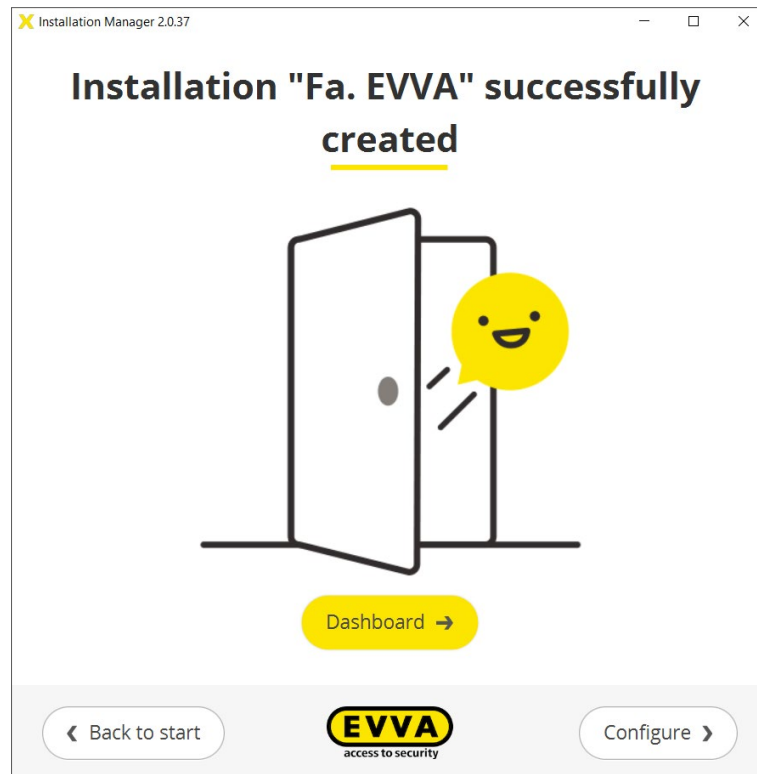 Installation Manager 2.0.37
Installation "Fa. EVVA" successfully
created
Dashboard
Back to start
EVVA
access to security
Configure